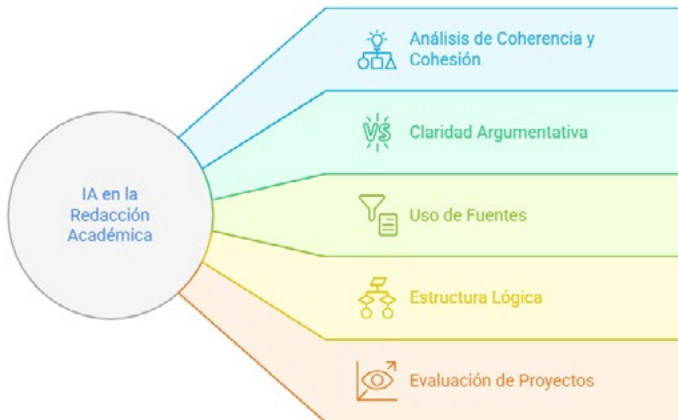 IA en la
Redacción
Académica
Análisis de Coherencia y
Cohesión
VS
Claridad Argumentativa
Uso de Fuentes
Estructura Lógica
Evaluación de Proyectos